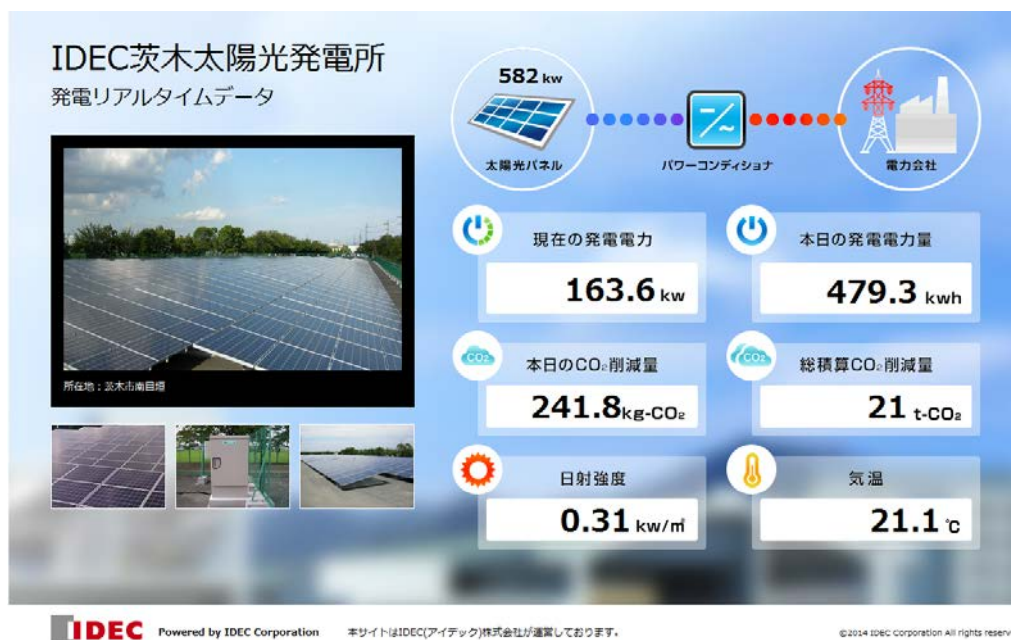 IDEC茨木太陽光発電所
発電リアルタイムデータ
所在地：茨木市南目垣
582 kw
太陽光パネル
パワーコンディショナ
電力会社
現在の発電電力
163.6 kw
本日の発電電力量
479.3 kwh
CO₂
本日のCO₂削減量
241.8kg-CO₂
CO₂
総積算CO₂削減量
21 t-CO₂
日射強度
0.31 kw/㎡
気温
21.1 ℃
IDEC
Powered by IDEC Corporation
本サイトはIDEC(アイデック)株式会社が運営しております。
©2014 IDEC Corporation All rights reserv